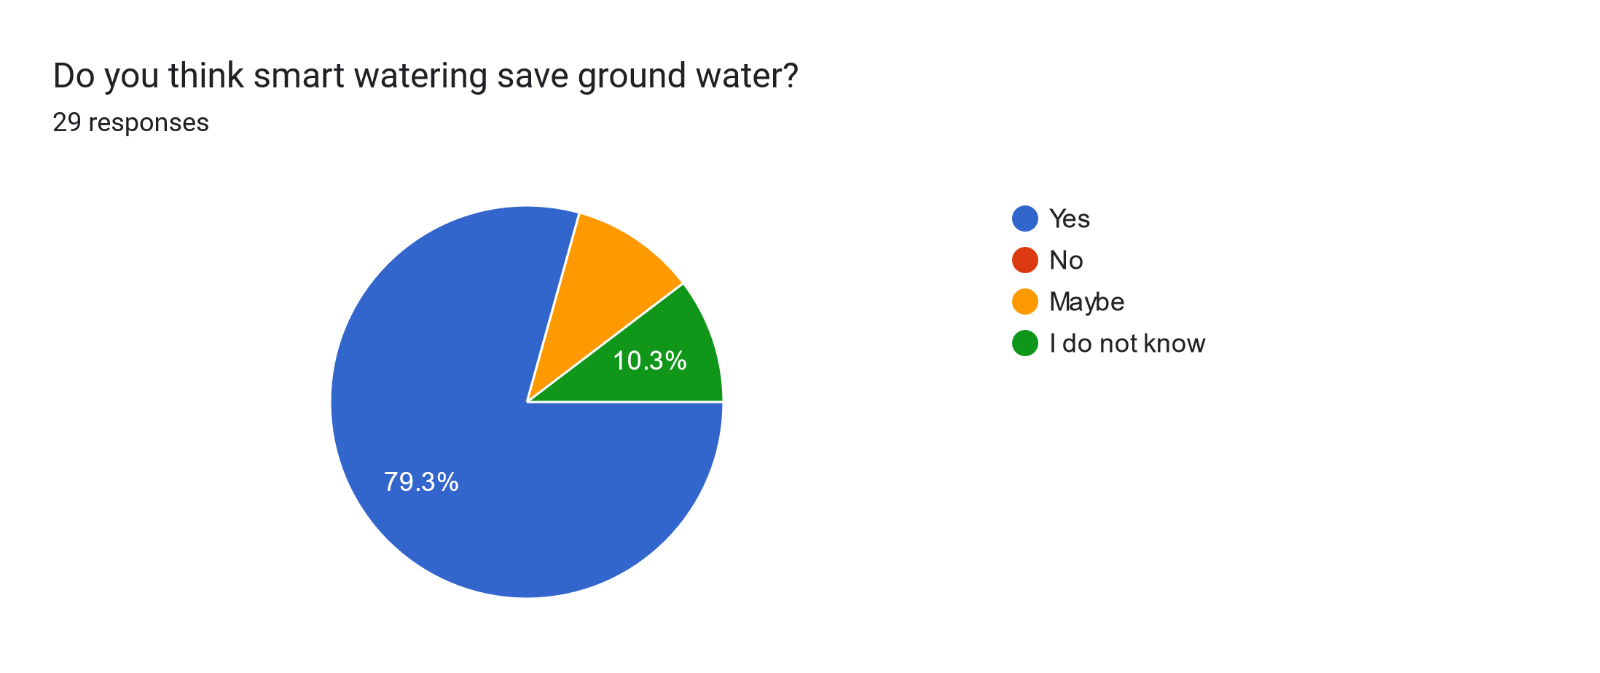 Do you think smart watering save ground water?
29 responses
Yes
No
Maybe
I do not know
10.3%
79.3%